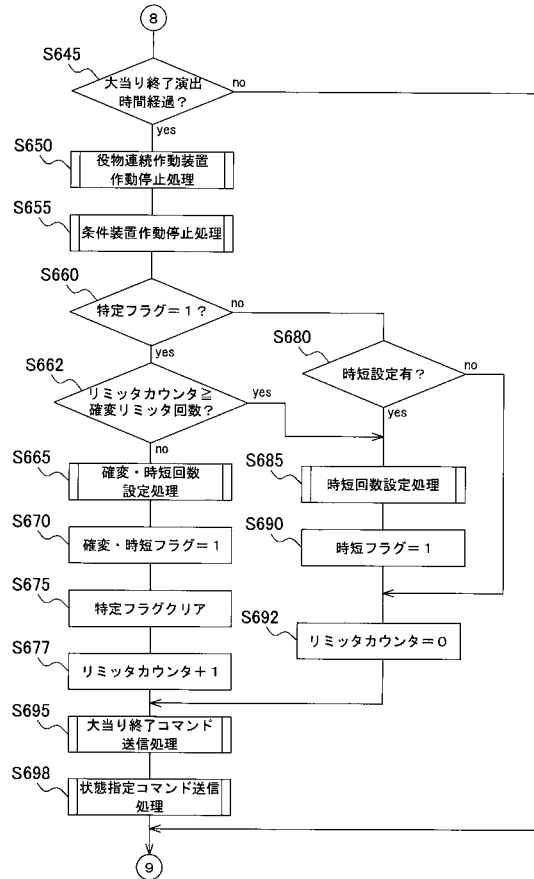 8
S645
大当り終了演出
時間経過？
no
yes
S650
役物連続作動装置
作動停止処理
S655
条件装置作動停止処理
S660
特定フラグ＝１？
no
yes
S680
時短設定有？
no
yes
S662
リミッタカウンタ≧
確変リミッタ回数？
yes
no
S665
確変・時短回数
設定処理
S685
時短回数設定処理
S670
確変・時短フラグ＝１
S690
時短フラグ＝１
S675
特定フラグクリア
S692
リミッタカウンタ＝０
S677
リミッタカウンタ＋１
S695
大当り終了コマンド
送信処理
S698
状態指定コマンド送信
処理
9